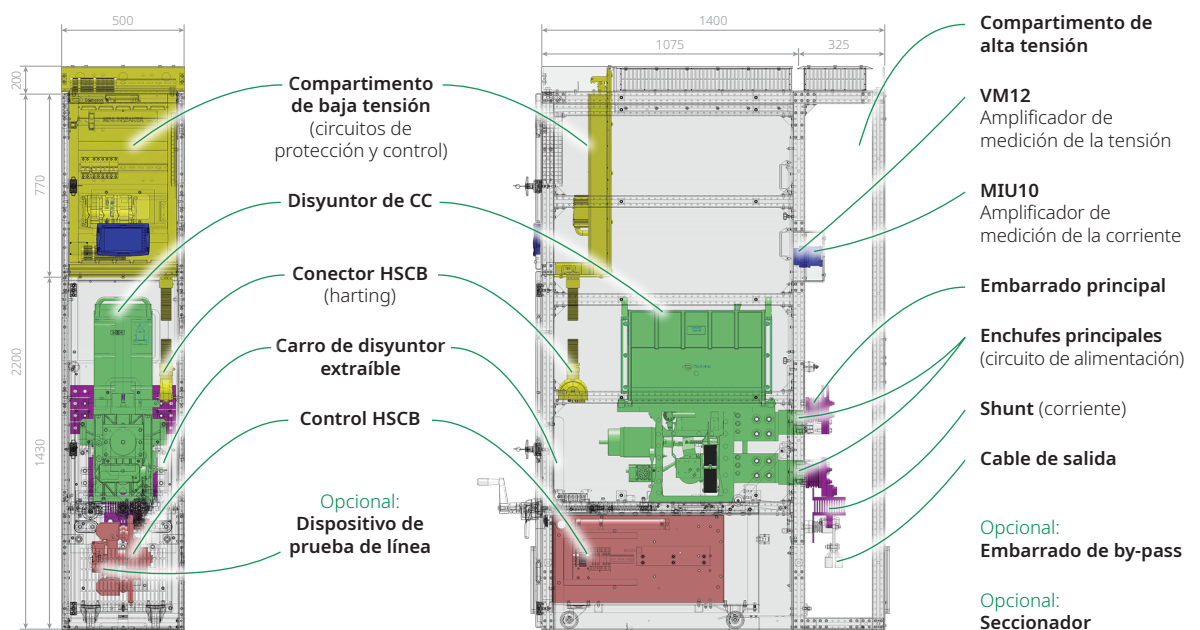 500
200
770
2200
1430
Compartimento
de baja tensión
(circuitos de
protección y control)
Disyuntor de CC
Conector HSCB
(harting)
Carro de disyuntor
extraíble
Control HSCB
Opcional:
Dispositivo de
prueba de línea
1400
1075
325
Compartimento de
alta tensión
VM12
Amplificador de
medición de la tensión
MIU10
Amplificador de
medición de la corriente
Embarrado principal
Enchufes principales
(circuito de alimentación)
Shunt (corriente)
Cable de salida
Opcional:
Embarrado de by-pass
Opcional:
Seccionador